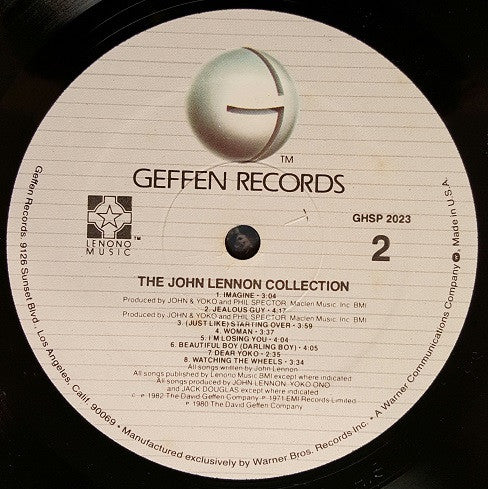 G
TM
GEFFEN RECORDS
LENONO
MUSIC
TM
GHSP 2023
2
THE JOHN LENNON COLLECTION
1. IMAGINE - 3:04
Produced by JOHN & YOKO and PHIL SPECTOR, Maclen Music, Inc. BMI
2. JEALOUS GUY - 4:17
Produced by JOHN & YOKO and PHIL SPECTOR, Maclen Music, Inc. BMI
3. (JUST LIKE) STARTING OVER - 3:59
4. WOMAN - 3:37
5. I'M LOSING YOU - 4:05
6. BEAUTIFUL BOY (DARLING BOY) - 4:05
7. DEAR YOKO - 2:35
8. WATCHING THE WHEELS - 3:34
All songs written by John Lennon
All songs published by Lenono Music BMI except where indicated
All songs produced by JOHN LENNON, YOKO ONO
and JACK DOUGLAS except where indicated
℗ 1982 The David Geffen Company ℗ 1971 EMI Records Limited
℗ 1980 The David Geffen Company
Geffen Records, 9126 Sunset Blvd., Los Angeles, Calif. 90069 • Manufactured exclusively by Warner Bros. Records Inc. • A Warner Communications Company • Made in U.S.A.